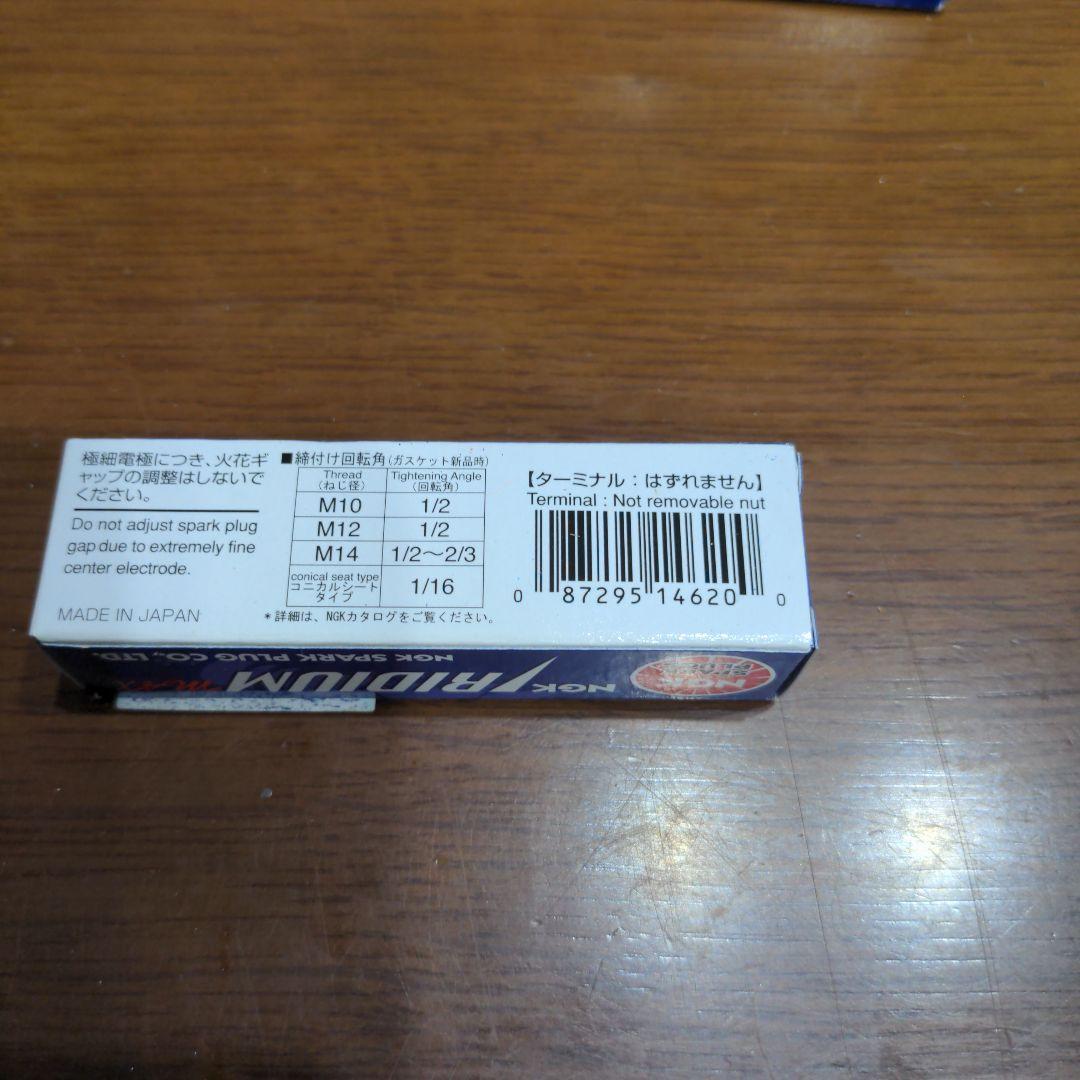 極細電極につき、火花ギ
ャップの調整はしないで
ください。
Do not adjust spark plug
gap due to extremely fine
center electrode.
MADE IN JAPAN
■締付け回転角(ガスケット新品時)
Thread Tightening Angle
(ねじ径) (回転角)
M10 1/2
M12 1/2
M14 1/2〜2/3
conical seat type
コニカルシート
タイプ 1/16
*詳細は、NGKカタログをご覧ください。
【ターミナル：はずれません】
Terminal : Not removable nut
0 87295 14620 0
NGK
NGK IRIDIUM
NGK SPARK PLUG CO., LTD.